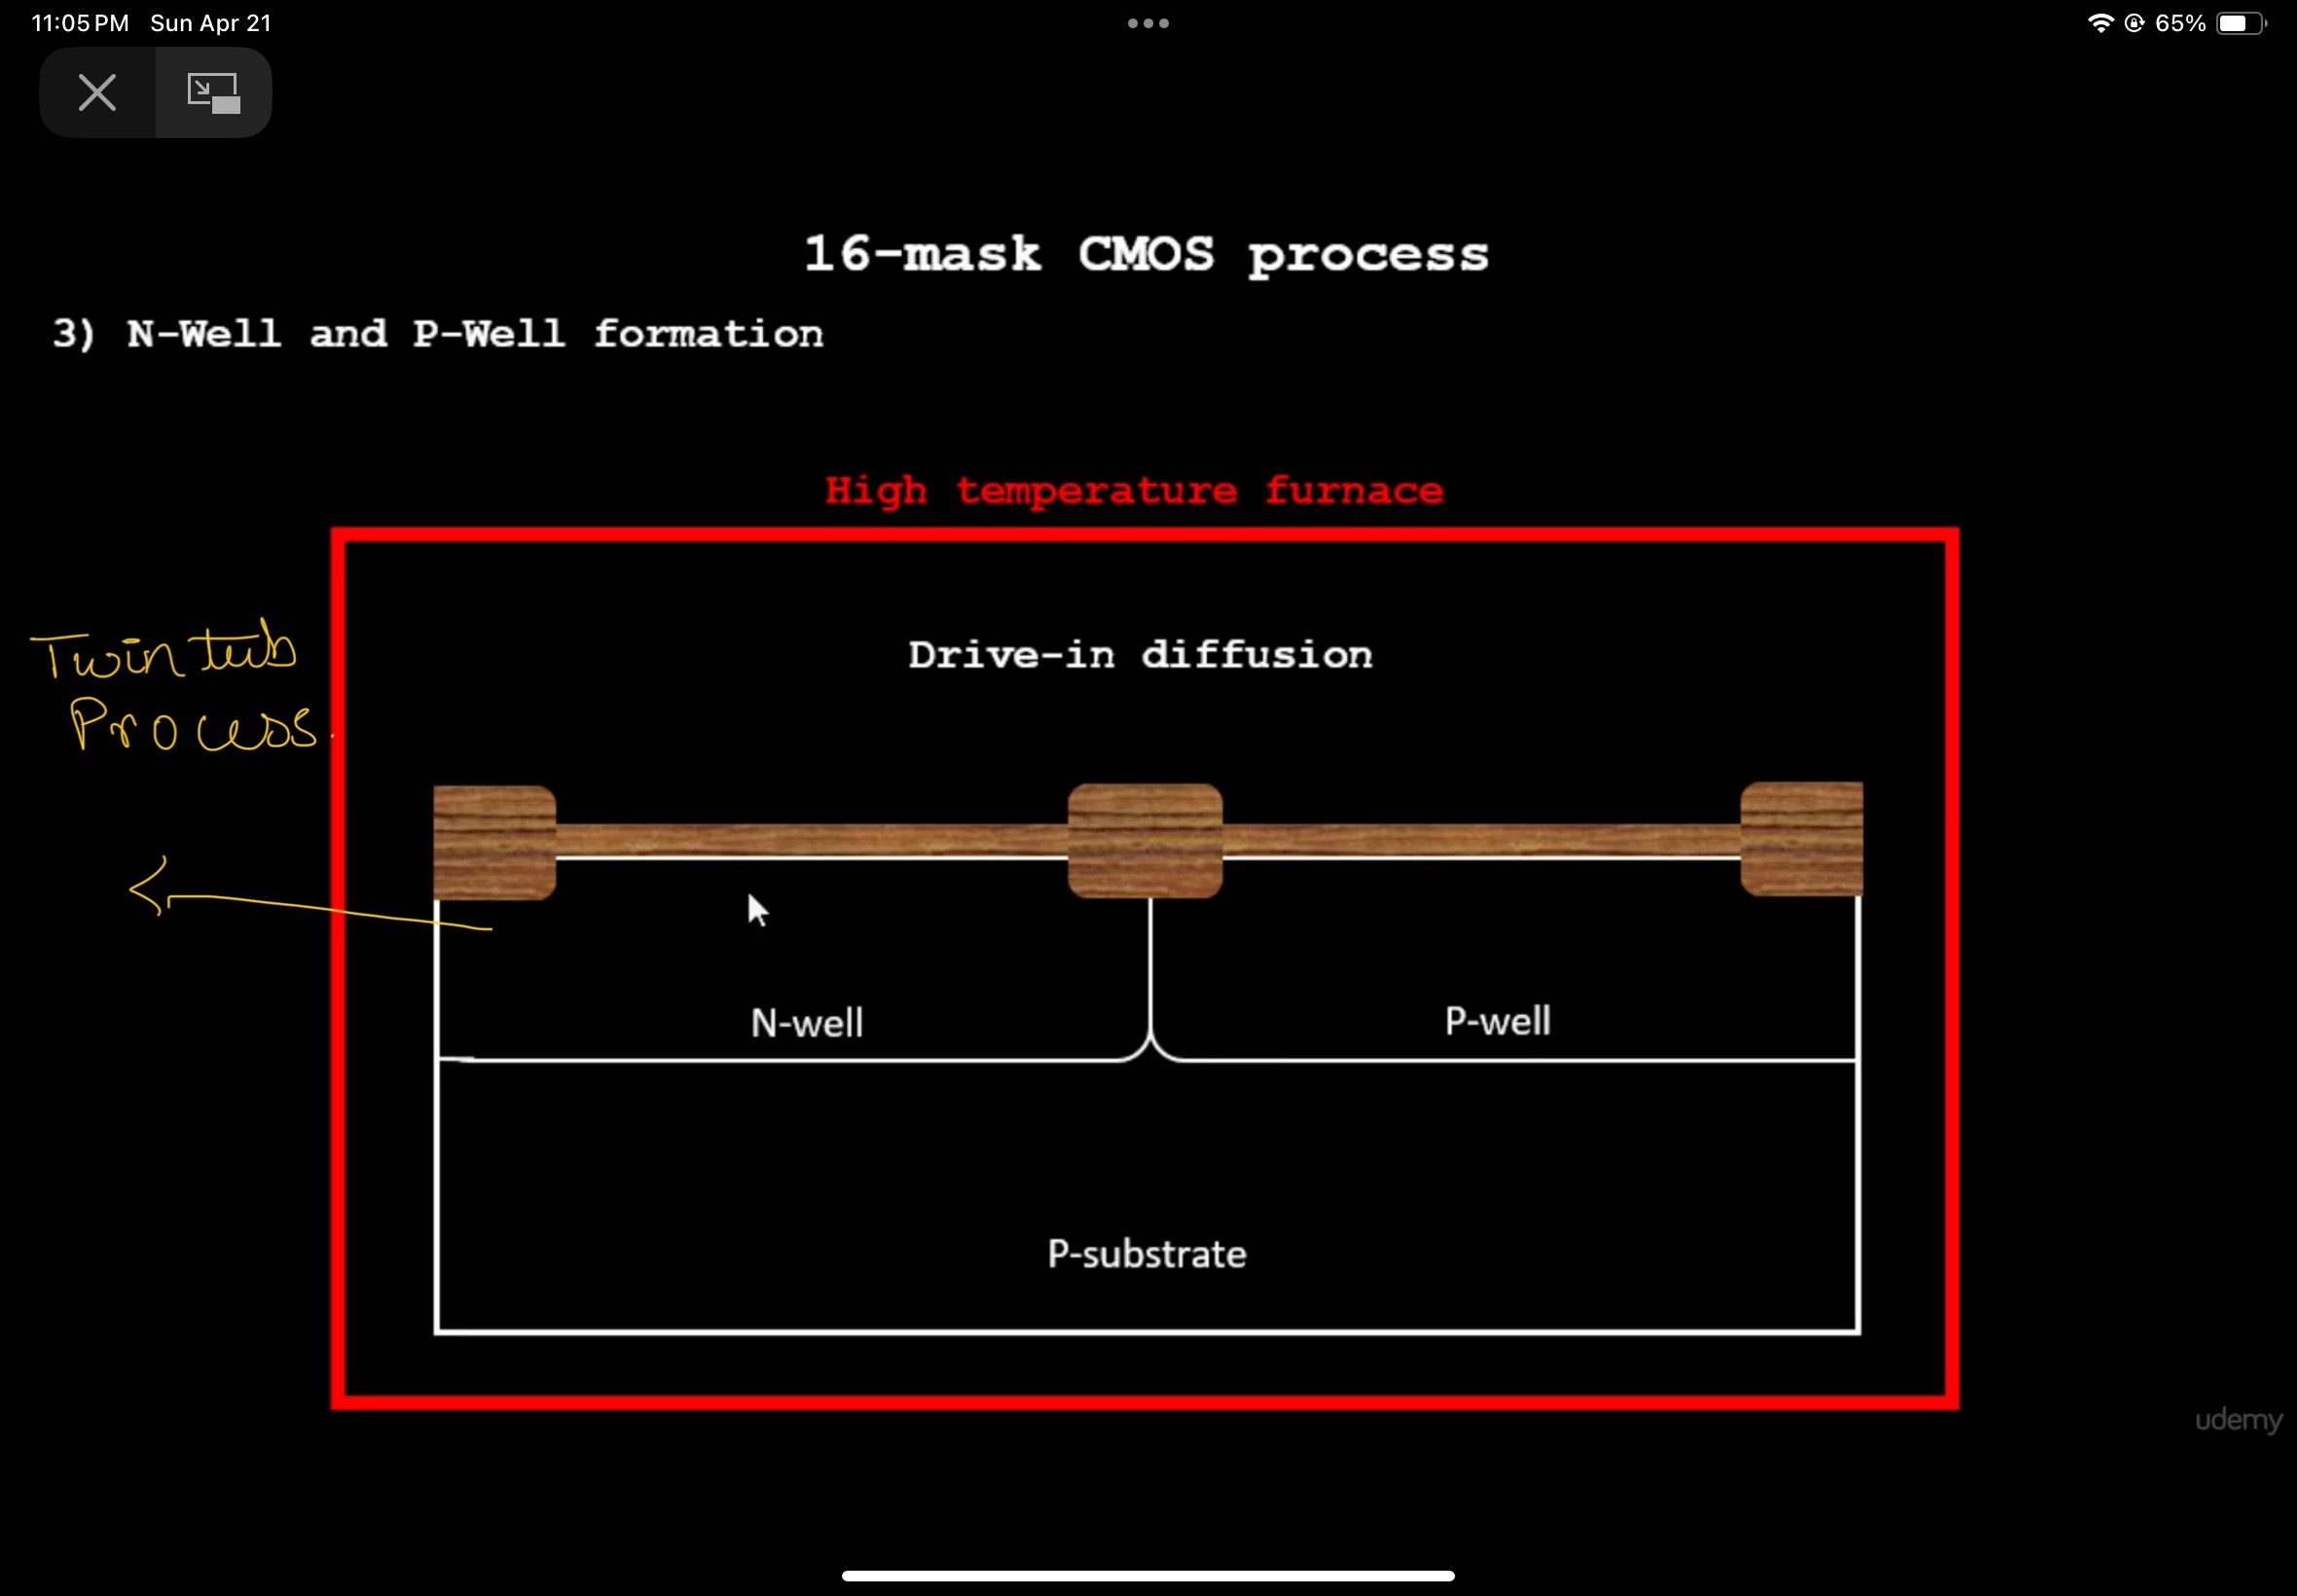 11:05 PM Sun Apr 21
65%
16-mask CMOS process
3) N-Well and P-Well formation
High temperature furnace
Twin tub
Process.
Drive-in diffusion
N-well
P-well
P-substrate
udemy